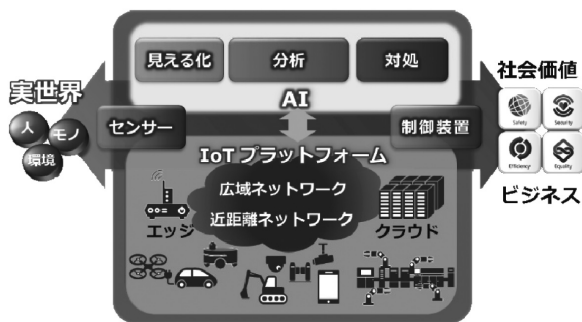 見える化
分析
対処
AI
実世界
人
モノ
環境
センサー
制御装置
社会価値
Safety
Security
Efficiency
Equality
ビジネス
IoTプラットフォーム
広域ネットワーク
近距離ネットワーク
エッジ
クラウド